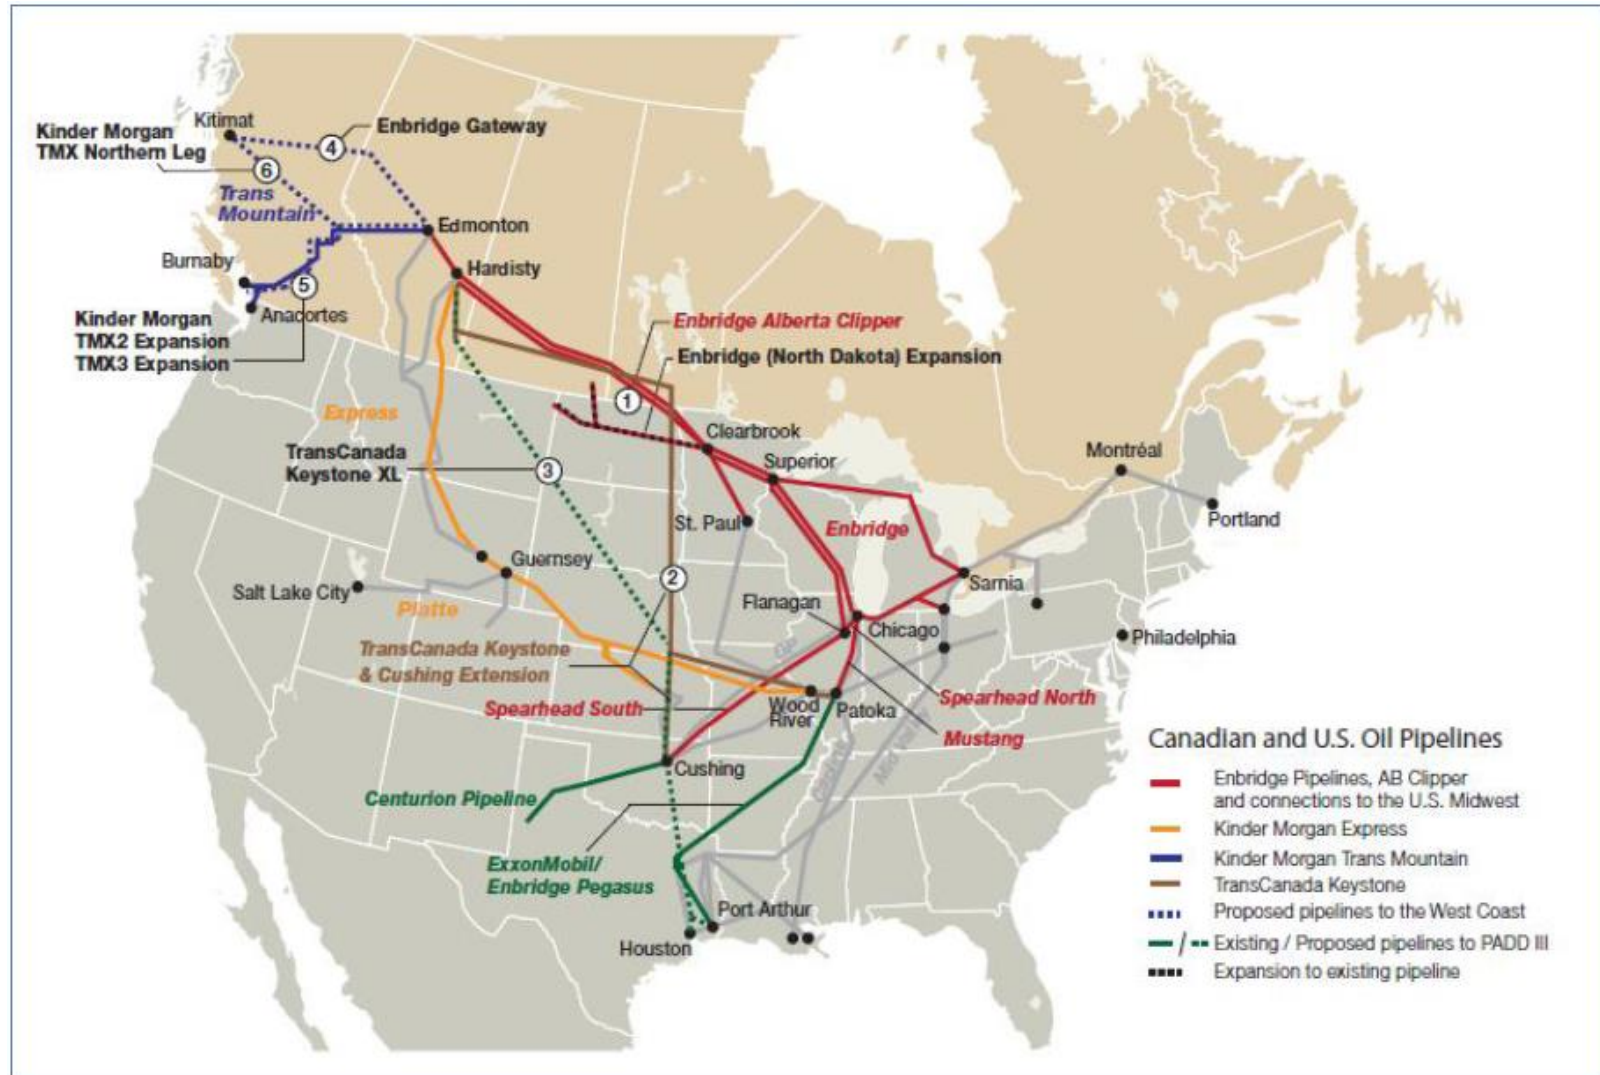 Kitimat
Kinder Morgan
TMX Northern Leg
4
Enbridge Gateway
6
Trans
Mountain
Edmonton
Burnaby
Hardisty
5
Anacortes
Kinder Morgan
TMX2 Expansion
TMX3 Expansion
Enbridge Alberta Clipper
Enbridge (North Dakota) Expansion
1
Express
Clearbrook
TransCanada
Keystone XL
3
Superior
Montréal
St. Paul
Enbridge
Portland
Guernsey
2
Sarnia
Salt Lake City
Platte
Flanagan
Chicago
Philadelphia
TransCanada Keystone
& Cushing Extension
Spearhead South
Wood
River
Patoka
Spearhead North
Mustang
Mid Valley
Cushing
Centurion Pipeline
ExxonMobil/
Enbridge Pegasus
Port Arthur
Houston
Canadian and U.S. Oil Pipelines
Enbridge Pipelines, AB Clipper
and connections to the U.S. Midwest
Kinder Morgan Express
Kinder Morgan Trans Mountain
TransCanada Keystone
Proposed pipelines to the West Coast
/
Existing / Proposed pipelines to PADD III
Expansion to existing pipeline